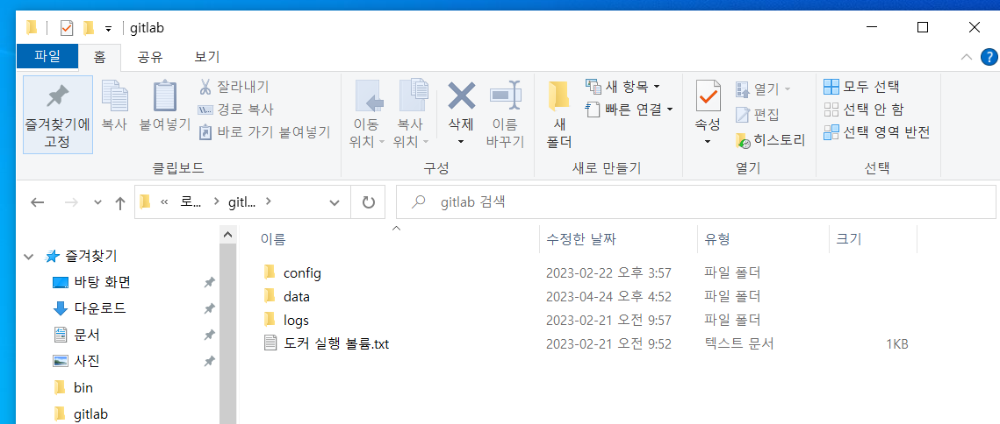 gitlab
파일 홈 공유 보기
즐겨찾기에 고정
복사
붙여넣기
잘라내기
경로 복사
바로 가기 붙여넣기
클립보드
이동 위치
복사 위치
삭제
이름 바꾸기
구성
새 폴더
새 항목
빠른 연결
새로 만들기
속성
열기
편집
히스토리
열기
모두 선택
선택 안 함
선택 영역 반전
선택
« 로... gitl...
gitlab 검색
이름 수정한 날짜 유형 크기
config 2023-02-22 오후 3:57 파일 폴더
data 2023-04-24 오후 4:52 파일 폴더
logs 2023-02-21 오전 9:57 파일 폴더
도커 실행 볼륨.txt 2023-02-21 오전 9:52 텍스트 문서 1KB
즐겨찾기
바탕 화면
다운로드
문서
사진
bin
gitlab